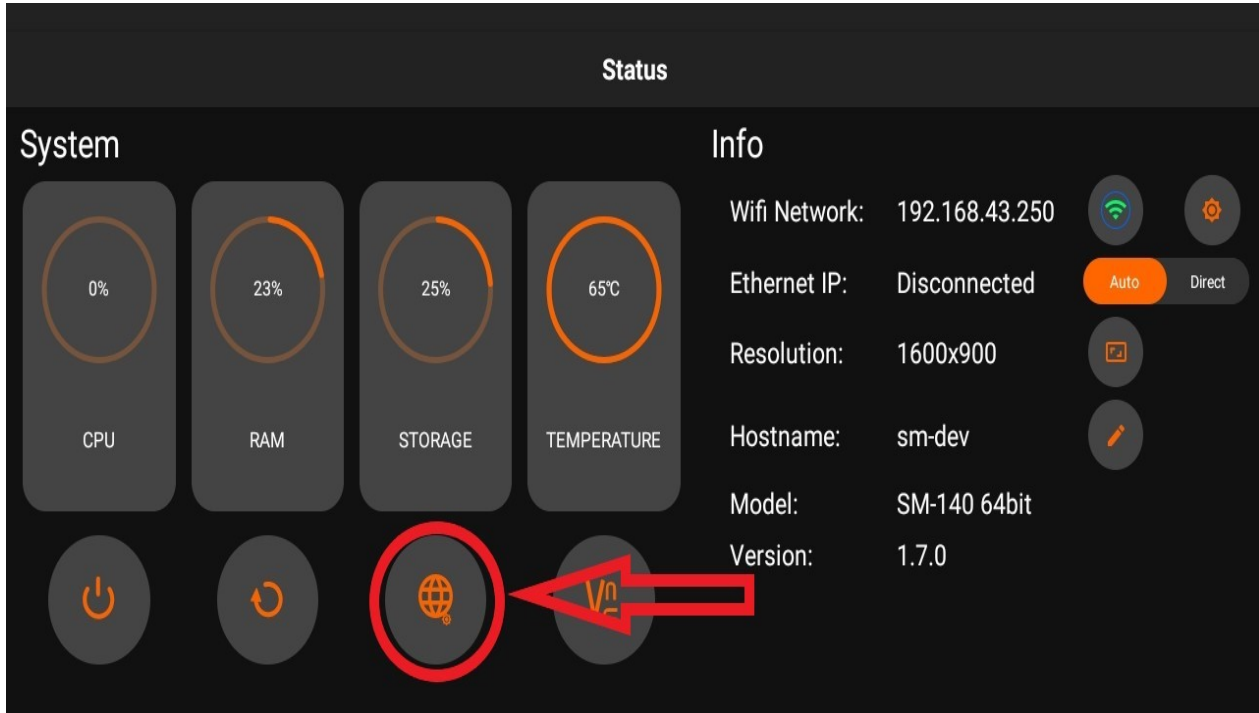 Status
System
0%
23%
25%
65℃
CPU
RAM
STORAGE
TEMPERATURE
Info
Wifi Network: 192.168.43.250
Ethernet IP: Disconnected
Auto
Direct
Resolution: 1600x900
Hostname: sm-dev
Model: SM-140 64bit
Version: 1.7.0